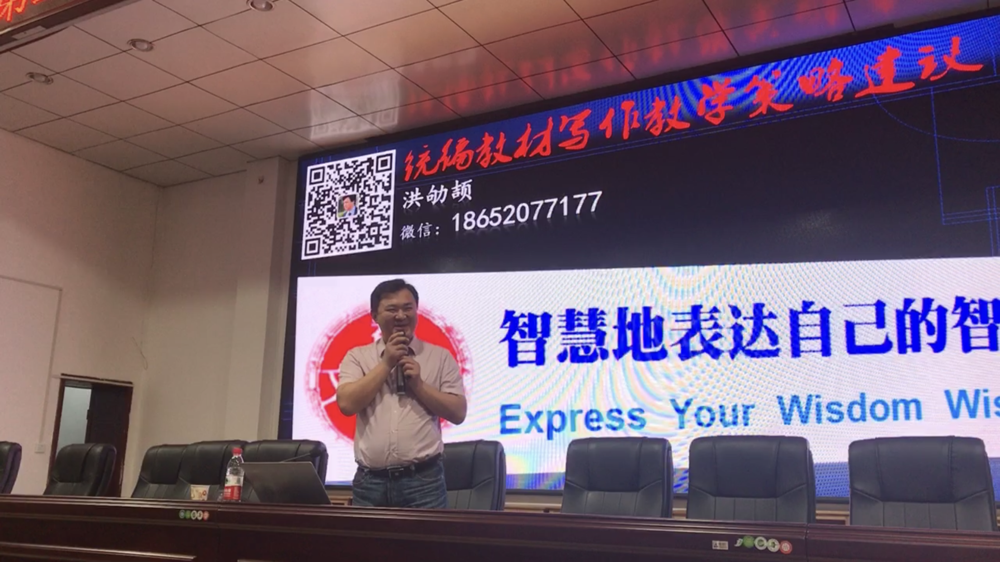 统编教材写作教学策略建议
洪劬颉
微信：18652077177
智慧地表达自己的智
Express Your Wisdom Wis